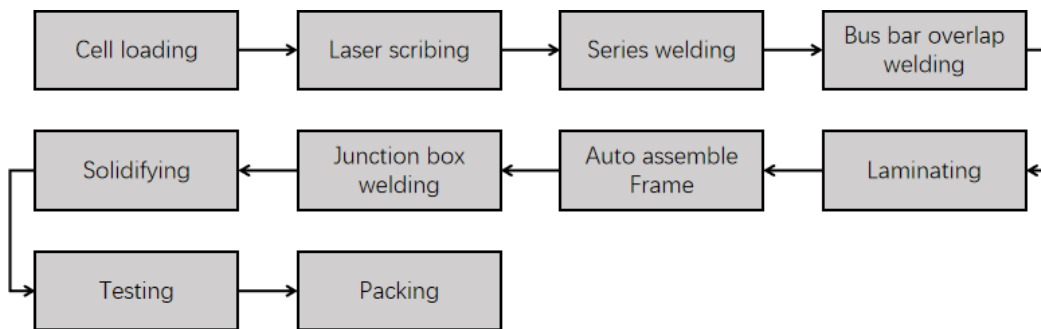 Cell loading
Laser scribing
Series welding
Bus bar overlap
welding
Solidifying
Junction box
welding
Auto assemble
Frame
Laminating
Testing
Packing